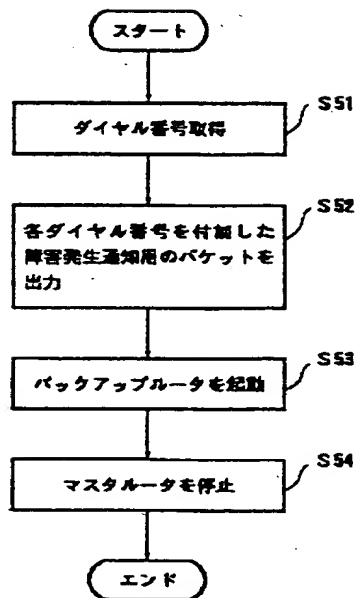 スタート
S51
ダイヤル番号取得
S52
各ダイヤル番号を付属した
障害発生通知用のパケットを
出力
S53
バックアップルータを起動
S54
マスタルータを停止
エンド